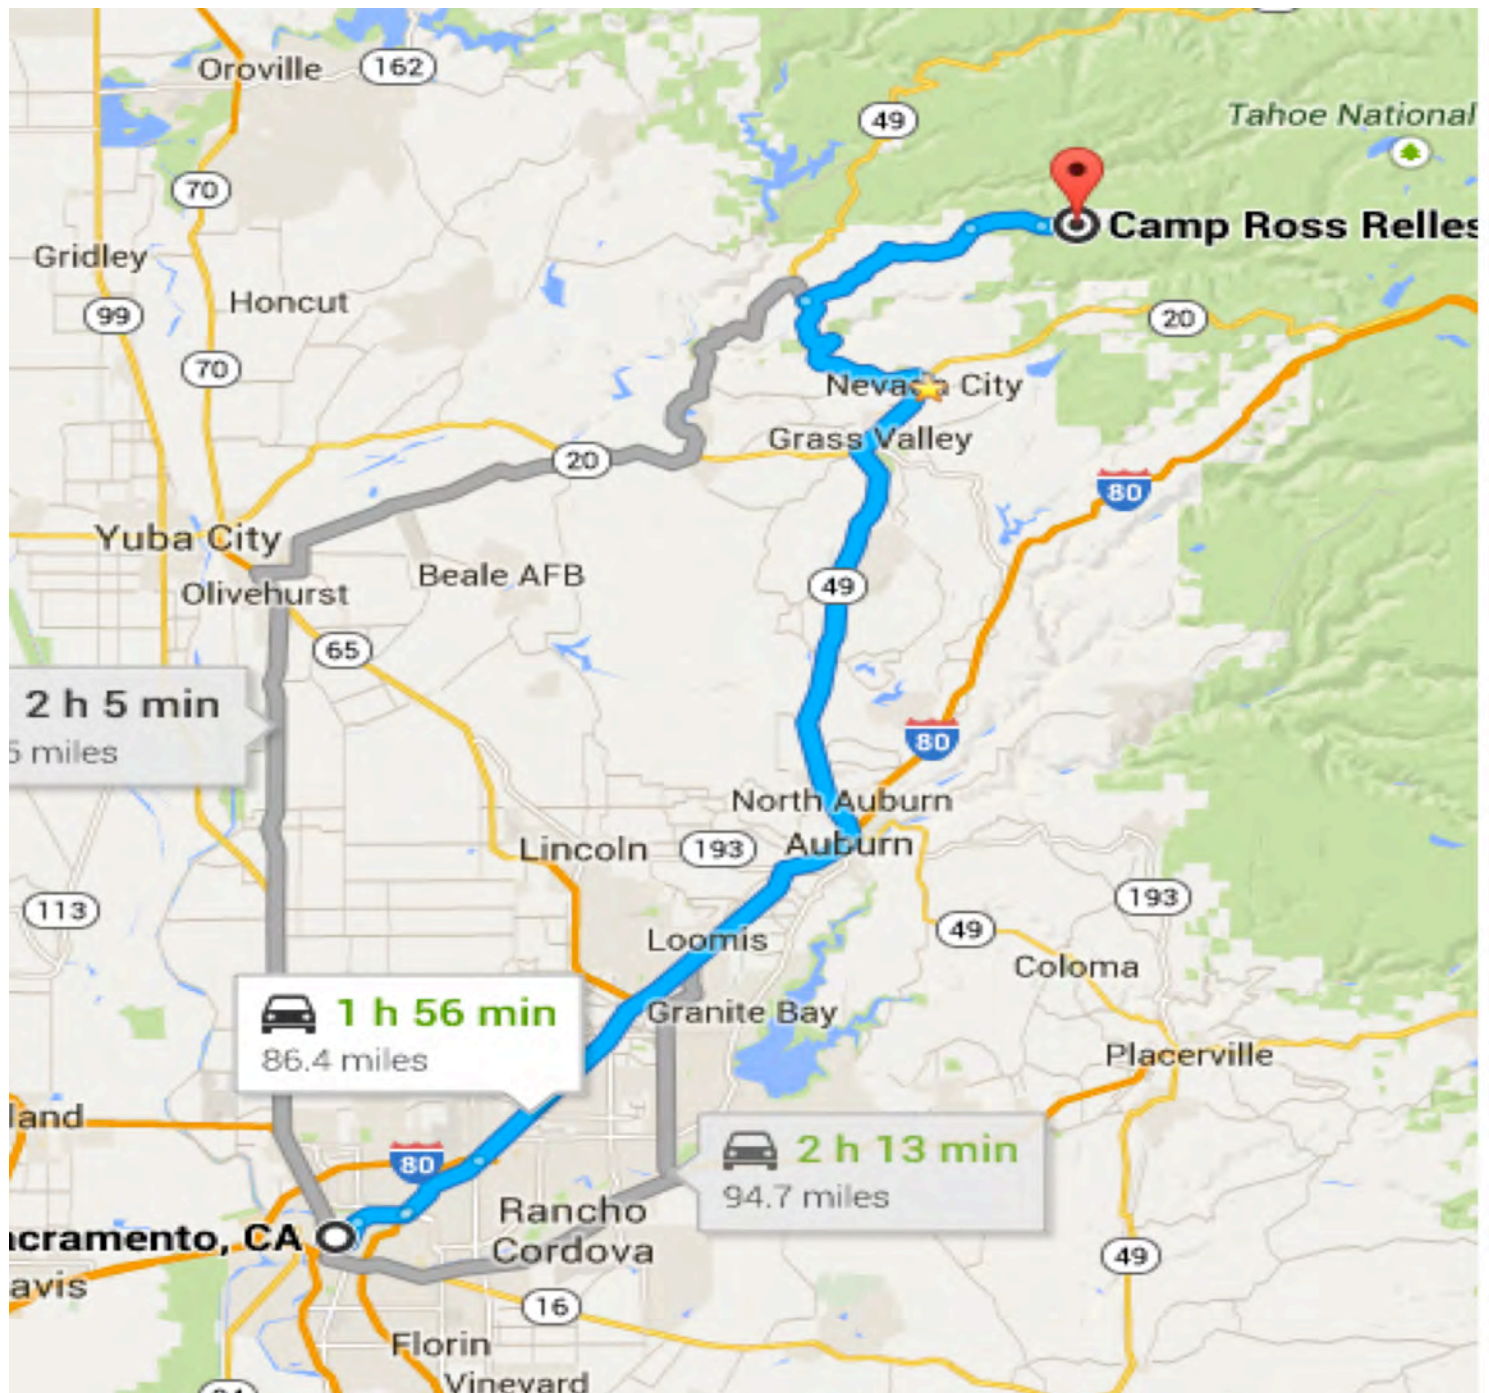 Oroville
162
49
Tahoe National
70
Camp Ross Relles
Gridley
Honcut
99
20
70
Nevada City
Grass Valley
20
80
Yuba City
Beale AFB
49
Olivehurst
65
2 h 5 min
5 miles
80
North Auburn
Lincoln
193
Auburn
113
193
Loomis
49
Coloma
1 h 56 min
86.4 miles
Granite Bay
Placerville
land
80
2 h 13 min
94.7 miles
Rancho
Cordova
acramento, CA
49
avis
16
Florin
Vineyard